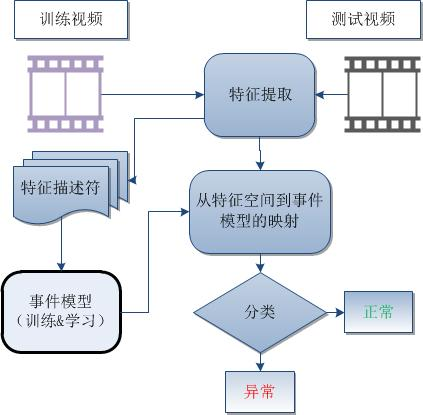 训练视频
测试视频
特征提取
特征描述符
从特征空间到事件
模型的映射
事件模型
（训练&学习）
分类
正常
异常